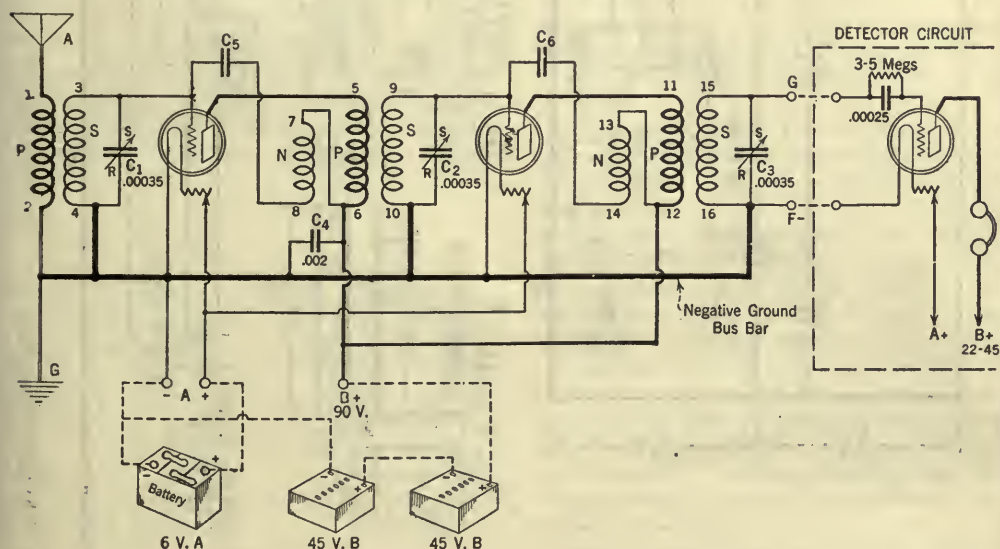 A
1
2
P
3
S
4
S
R
C1
.00035
C5
7
N
8
5
P
6
C4
.002
9
S
10
S
R
C2
.00035
C6
13
N
14
11
P
12
15
S
16
S
R
C3
.00035
G
F-
DETECTOR CIRCUIT
3-5 Megs
.00025
A+
B+
22-45
Negative Ground
Bus Bar
G
- A +
B+
90 V.
- +
Battery
6 V. A
- +
45 V. B
- +
45 V. B